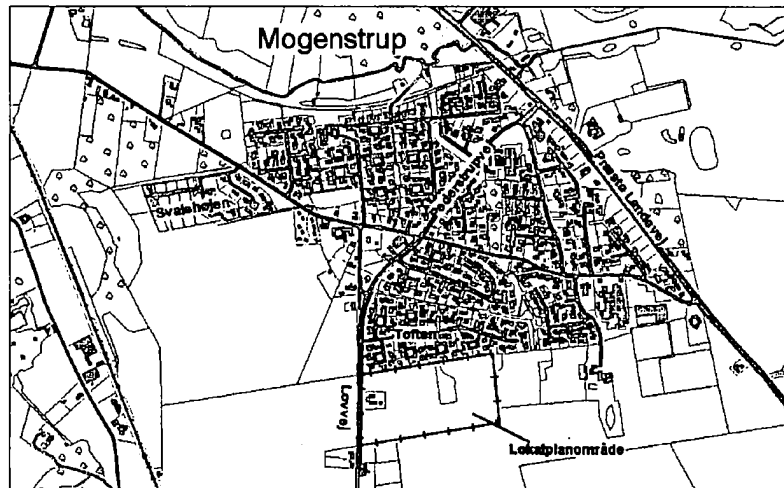 Mogenstrup
Præstø Landevej
Svalehøjen
Toften
Lovvej
Lokalplanområde